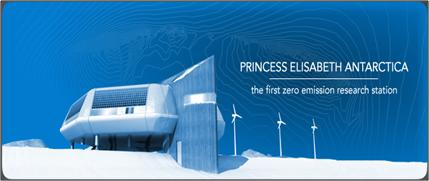 PRINCESS ELISABETH ANTARCTICA
the first zero emission research station